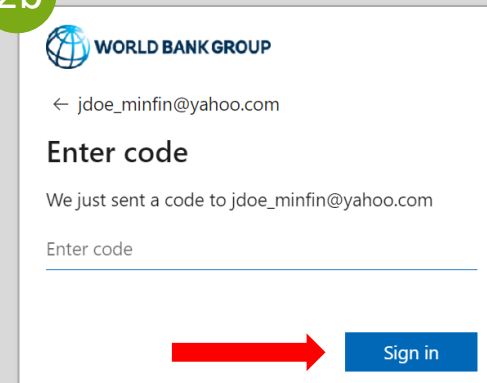 2b
WORLD BANK GROUP
← jdoe_minfin@yahoo.com
Enter code
We just sent a code to jdoe_minfin@yahoo.com
Enter code
Sign in